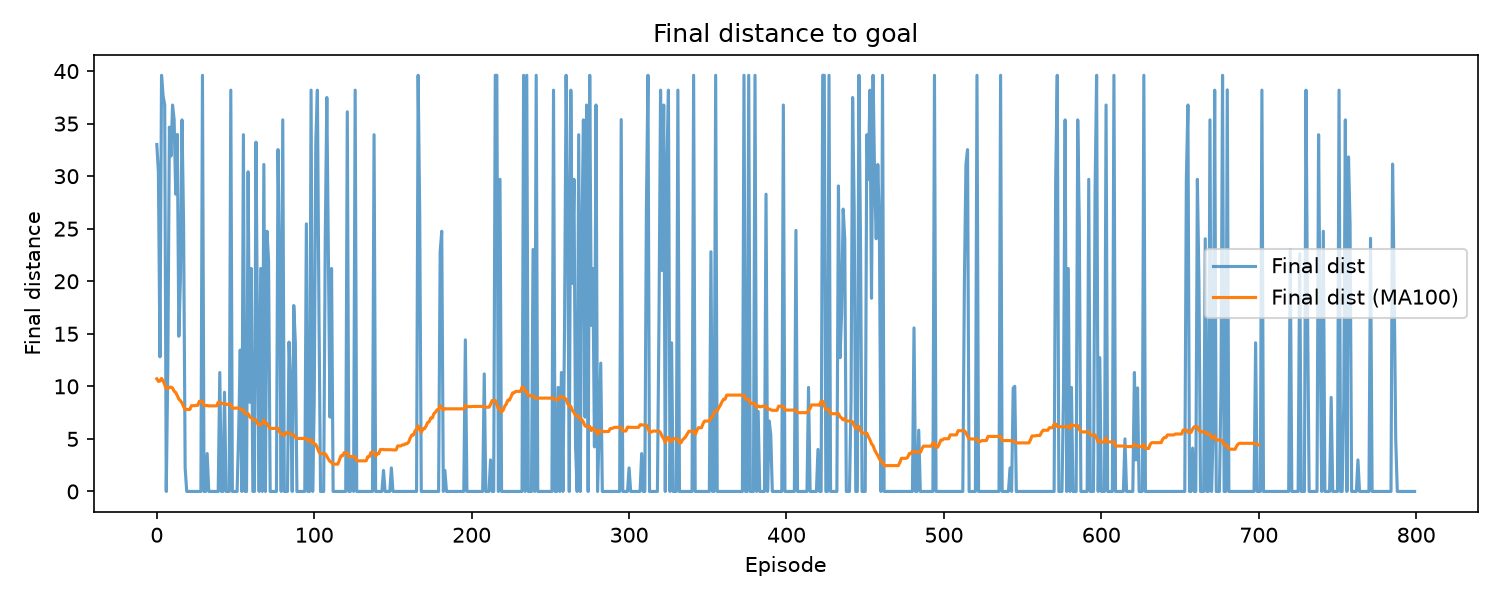 Final distance to goal
Final distance
40
35
30
25
20
15
10
5
0
Final dist
Final dist (MA100)
0 100 200 300 400 500 600 700 800
Episode